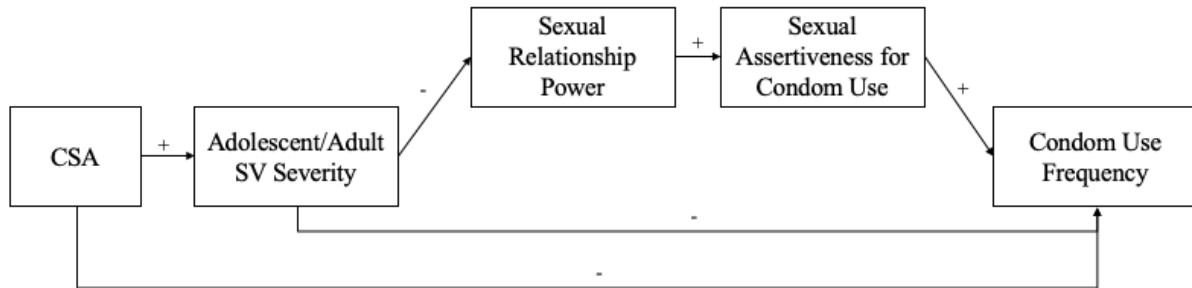 CSA
+
Adolescent/Adult
SV Severity
-
Sexual
Relationship
Power
+
Sexual
Assertiveness for
Condom Use
+
Condom Use
Frequency
-
-